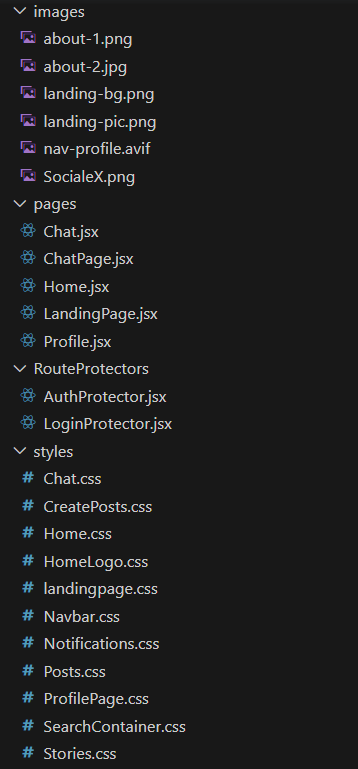 images
about-1.png
about-2.jpg
landing-bg.png
landing-pic.png
nav-profile.avif
SocialeX.png
pages
Chat.jsx
ChatPage.jsx
Home.jsx
LandingPage.jsx
Profile.jsx
RouteProtectors
AuthProtector.jsx
LoginProtector.jsx
styles
# Chat.css
# CreatePosts.css
# Home.css
# HomeLogo.css
# landingpage.css
# Navbar.css
# Notifications.css
# Posts.css
# ProfilePage.css
# SearchContainer.css
# Stories.css